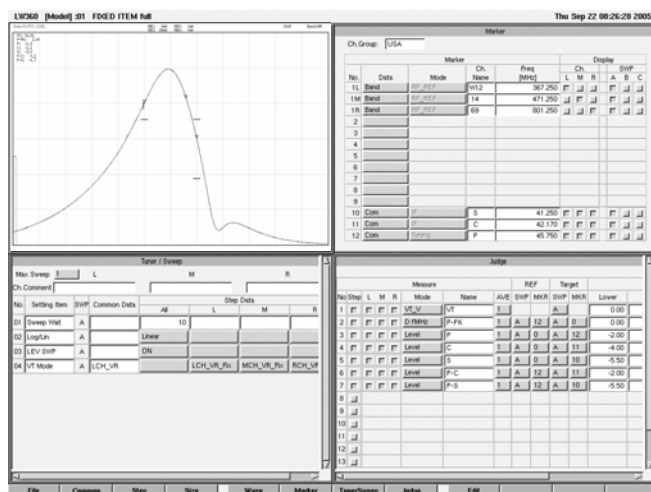 LW360 [Model] :01 FIXED ITEM full
Thu Sep 22 00:26:28 2005
Marker
Ch.Group: USA
Marker Display
Ch. Freq Ch. SWP
No. Data Mode Name [MHz] L M R A B C
1L Band RF_REF W12 367.250
1M Band RF_REF 14 471.250
1R Band RF_REF 69 801.250
2
3
4
5
6
7
8
9
10 Com IF S 41.250
11 Com IF C 42.170
12 Com Tuning P 45.750
Tuner / Sweep
Max Sweep 1 L M R
Ch.Comment
No. Setting Item SWP Common Data Step Data
All L M R
01 Sweep Wait A 10
02 Log/Lin A Linear
03 LEV SWP A ON
04 VT Mode A LCH_VR LCH_VR_Fix MCH_VR_Fix RCH_VR
Judge
Measure REF Target
No Step L M R Mode Name AVE SWP MKR SWP MKR Lower
1 VT_V VT 1 A 0.00
2 D.fMHz P-PK 1 A 12 A 0 0.00
3 Level P 1 A 0 A 12 -2.00
4 Level C 1 A 0 A 11 -4.00
5 Level S 1 A 0 A 10 -5.50
6 Level P-C 1 A 12 A 11 -2.00
7 Level P-S 1 A 12 A 10 -5.50
8
9
10
11
12
13
File Common Step Size Wave Marker TunerSweep Judge Edit